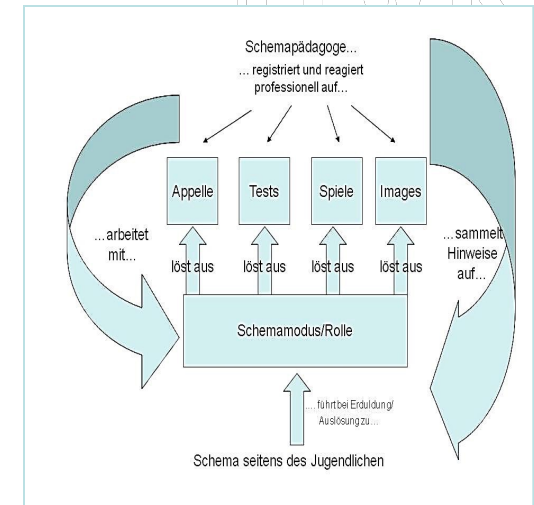 Schemapädagoge...
... registriert und reagiert
professionell auf...
Appelle
Tests
Spiele
Images
...arbeitet
mit...
...sammelt
Hinweise
auf...
löst aus
löst aus
löst aus
löst aus
Schemamodus/Rolle
.... führt bei Erduldung/
Auslösung zu...
Schema seitens des Jugendlichen